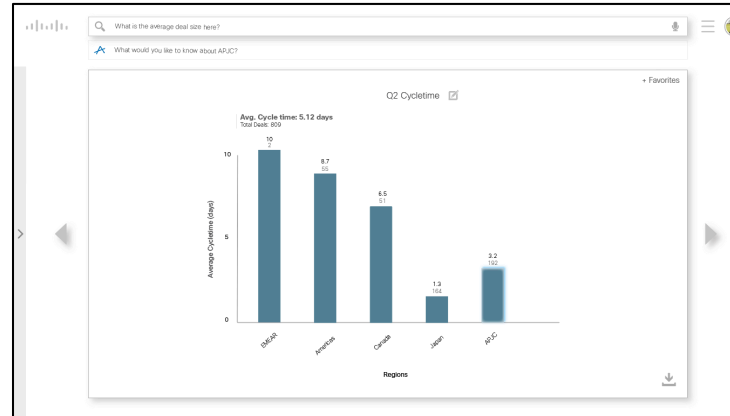 What is the average deal size here?
What would you like to know about APJC?
+ Favorites
Q2 Cycletime
Avg. Cycle time: 5.12 days
Total Deals: 809
10
2
8.7
55
6.5
51
1.3
164
3.2
192
10
5
0
Average Cycletime (days)
EMEAR
Americas
Canada
Japan
APJC
Regions